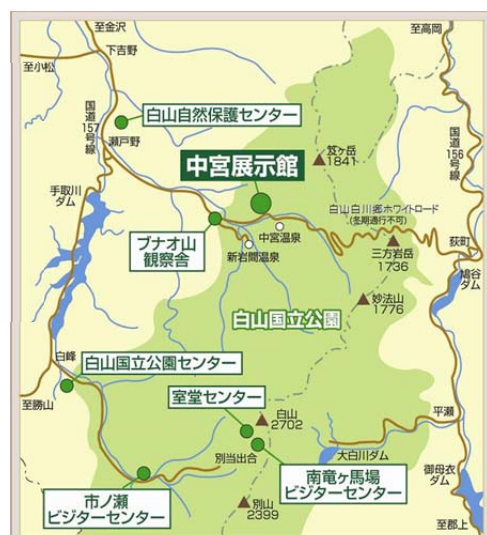 至金沢
至高岡
下吉野
至小松
国道157号線
白山自然保護センター
瀬戸野
笈ヶ岳
1841
国道156号線
中宮展示館
手取川
ダム
白山白川郷ホワイトロード
(冬期通行不可)
ブナオ山
観察舎
中宮温泉
新岩間温泉
荻町
三方岩岳
1736
鳩谷
ダム
妙法山
1776
白山国立公園
白峰
白山国立公園センター
室堂センター
至勝山
白山
2702
平瀬
別当出合
大白川ダム
南竜ヶ馬場
ビジターセンター
御母衣
ダム
市ノ瀬
ビジターセンター
別山
2399
至郡上